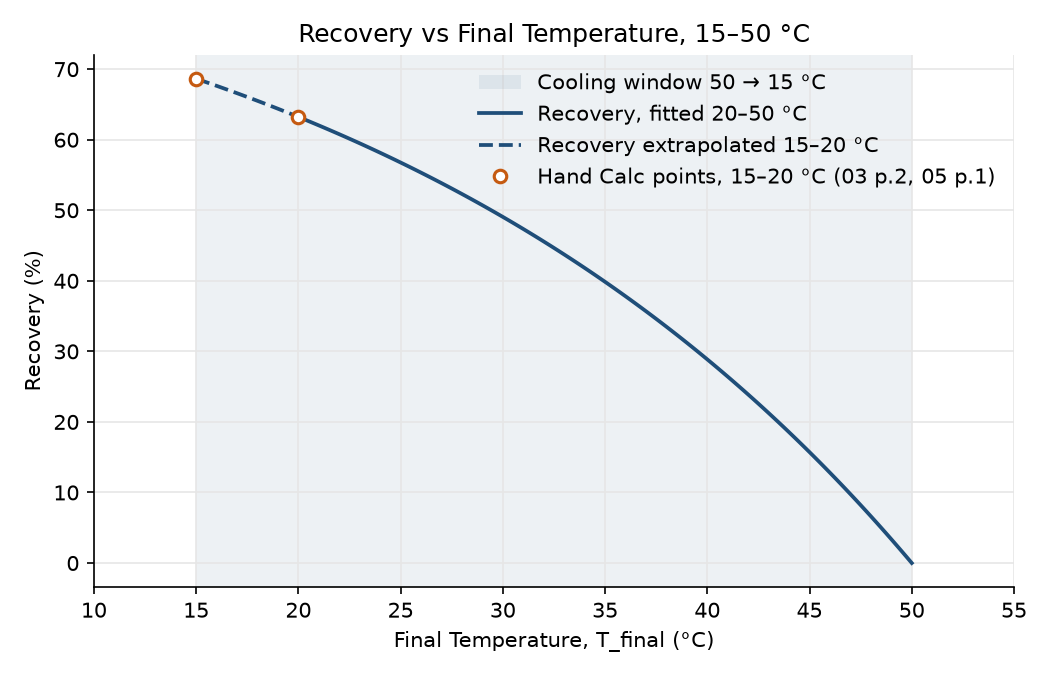 Recovery vs Final Temperature, 15–50 °C
Cooling window 50 → 15 °C
Recovery, fitted 20–50 °C
Recovery extrapolated 15–20 °C
Hand Calc points, 15–20 °C (03 p.2, 05 p.1)
Recovery (%)
70
60
50
40
30
20
10
0
10 15 20 25 30 35 40 45 50 55
Final Temperature, T_final (°C)